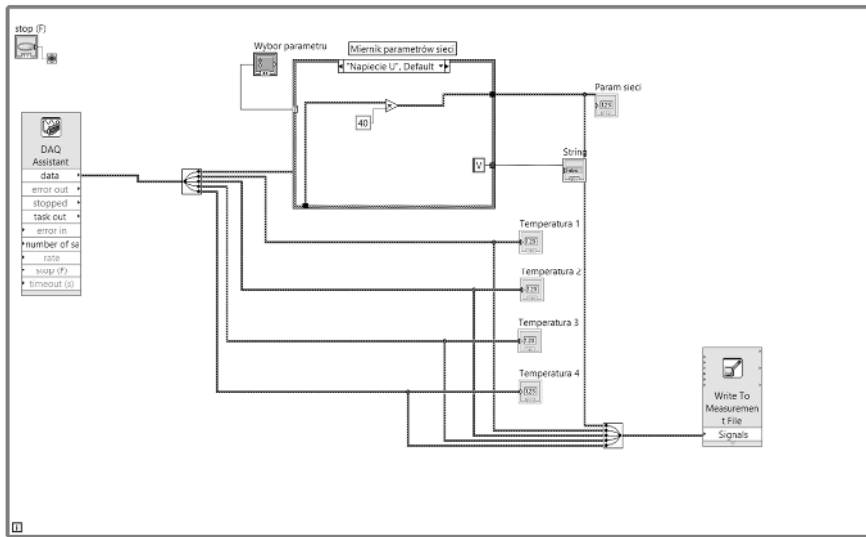 stop (F)
Wybor parametru
Miernik parametrów sieci
"Napiecie U", Default
Param sieci
40
V
String
DAQ
Assistant
data
error out
stopped
task out
error in
number of sa
rate
stop (F)
timeout (s)
Temperatura 1
Temperatura 2
Temperatura 3
Temperatura 4
Write To
Measuremen
t File
Signals
i